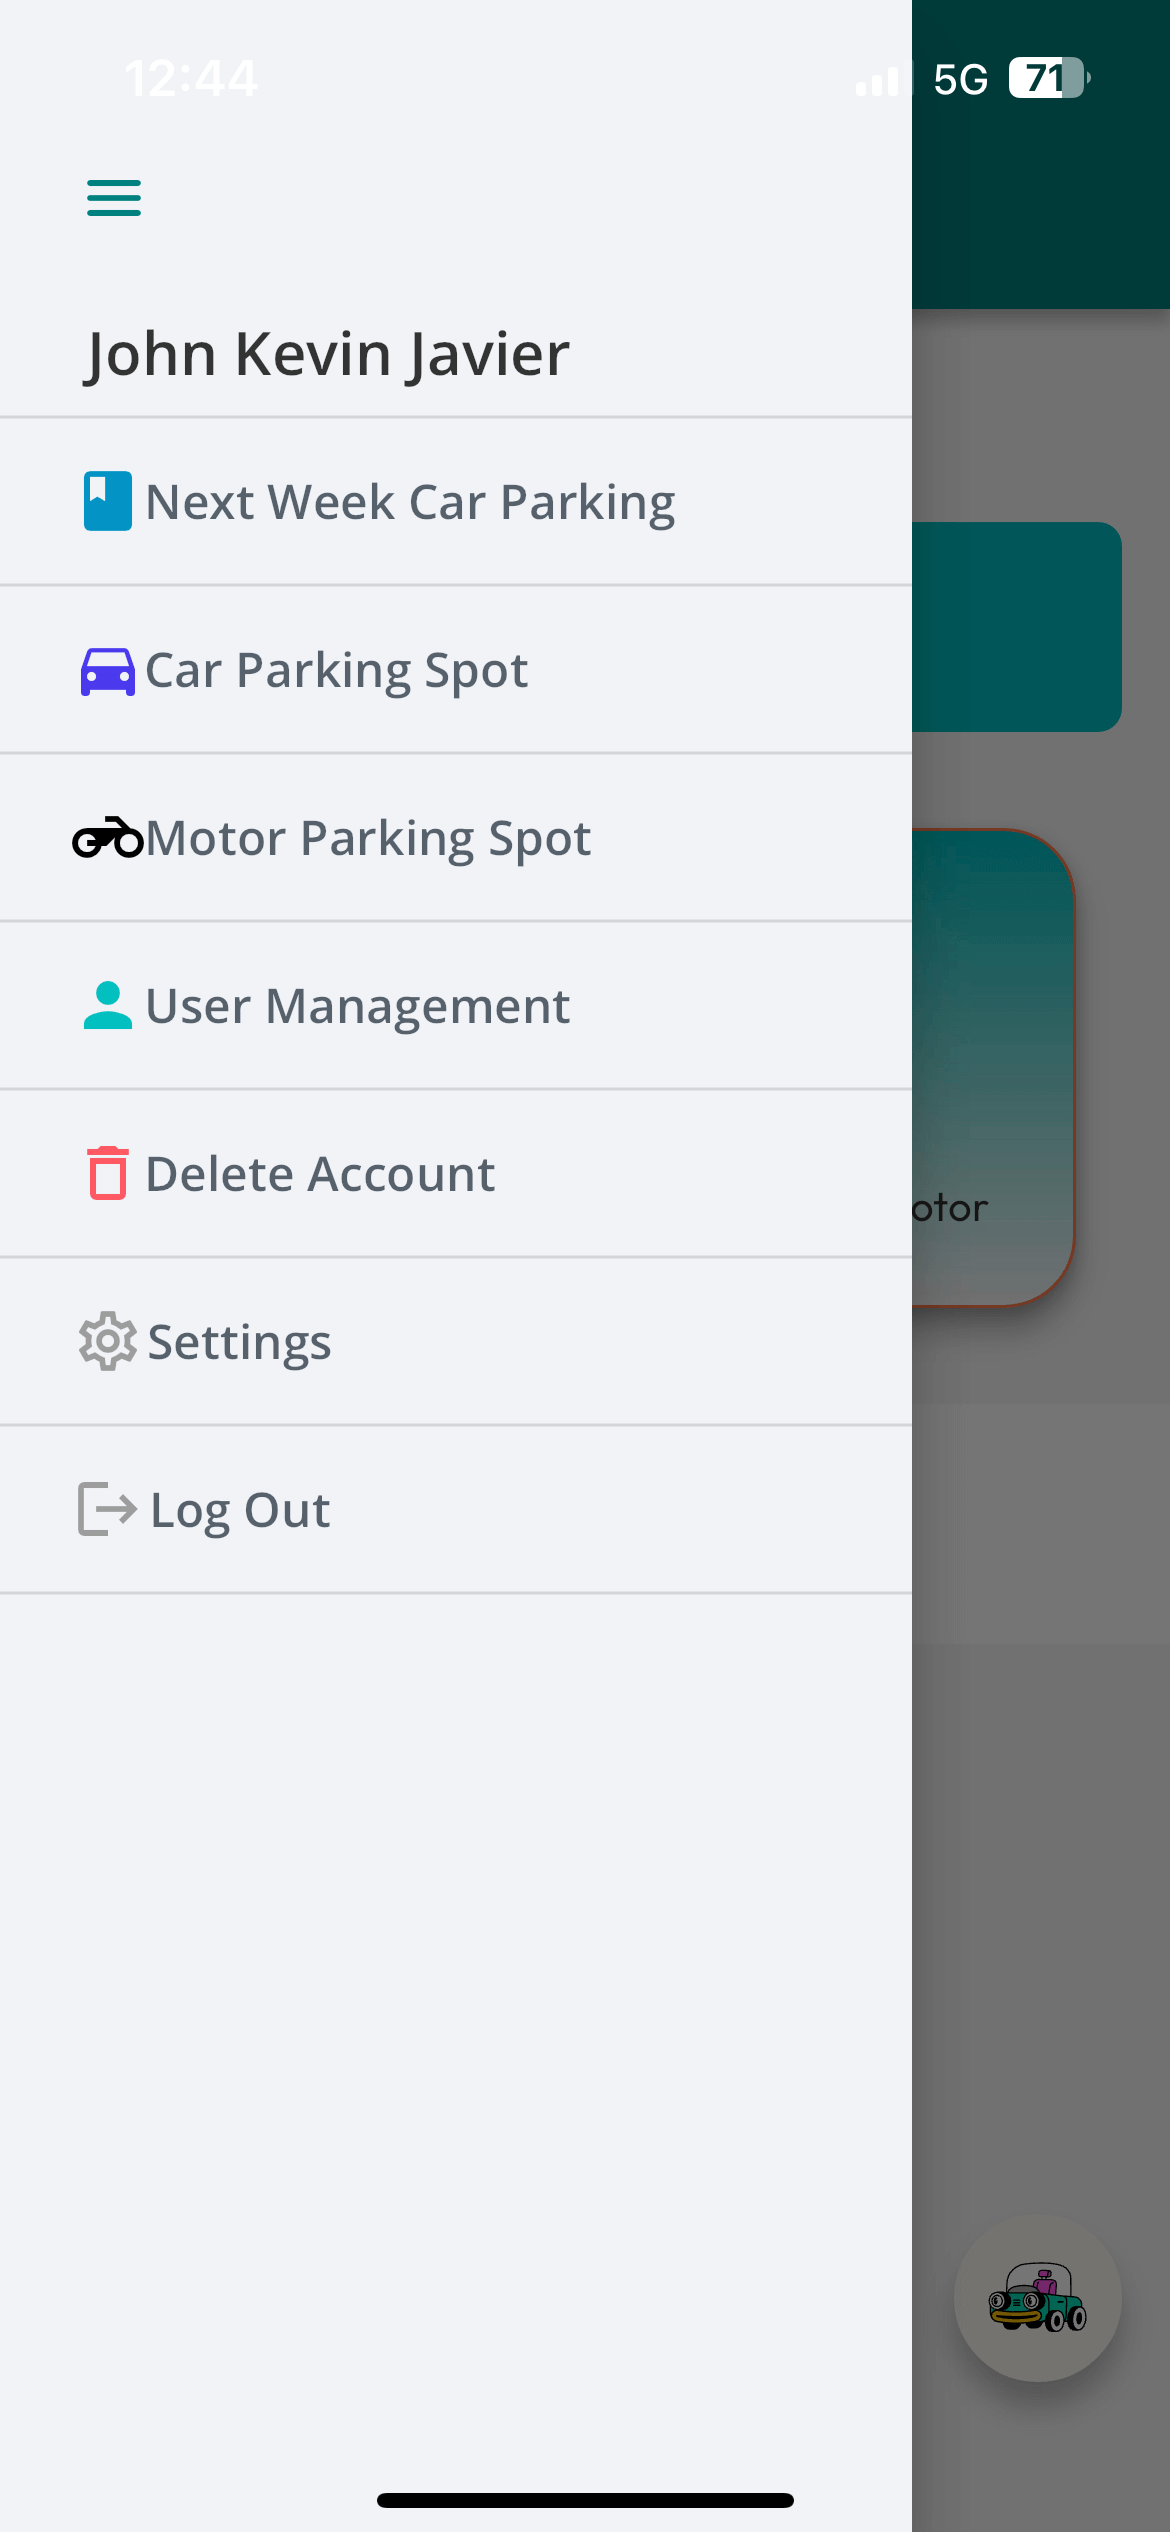 12:44
5G 71
John Kevin Javier
Next Week Car Parking
Car Parking Spot
Motor Parking Spot
User Management
Delete Account
otor
Settings
Log Out